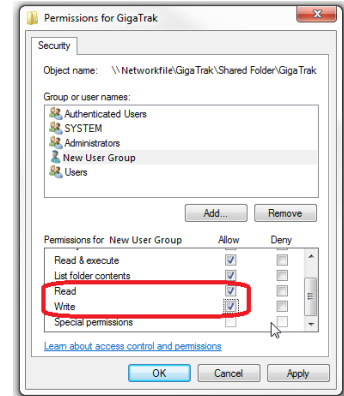 Permissions for GigaTrak
Security
Object name: \\Networkfile\GigaTrak\Shared Folder\GigaTrak
Group or user names:
Authenticated Users
SYSTEM
Administrators
New User Group
Users
Add... Remove
Permissions for New User Group Allow Deny
Read & execute
List folder contents
Read
Write
Special permissions
Learn about access control and permissions
OK Cancel Apply